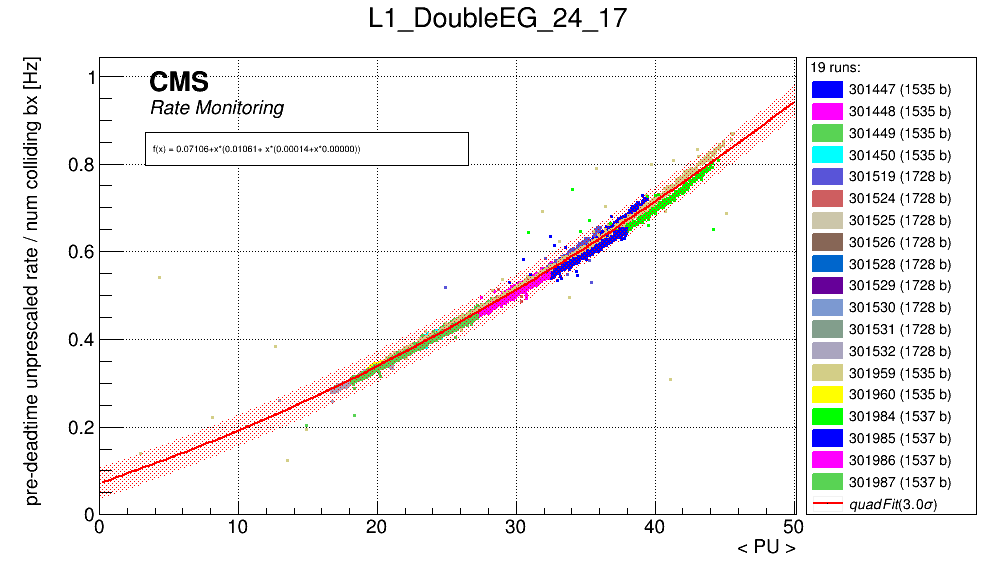 L1_DoubleEG_24_17
pre-deadtime unprescaled rate / num colliding bx [Hz]
CMS
Rate Monitoring
f(x) = 0.07106+x*(0.01061+ x*(0.00014+x*0.00000))
1
0.8
0.6
0.4
0.2
0
0 10 20 30 40 50
< PU >
19 runs:
301447 (1535 b)
301448 (1535 b)
301449 (1535 b)
301450 (1535 b)
301519 (1728 b)
301524 (1728 b)
301525 (1728 b)
301526 (1728 b)
301528 (1728 b)
301529 (1728 b)
301530 (1728 b)
301531 (1728 b)
301532 (1728 b)
301959 (1535 b)
301960 (1535 b)
301984 (1537 b)
301985 (1537 b)
301986 (1537 b)
301987 (1537 b)
quadFit(3.0σ)